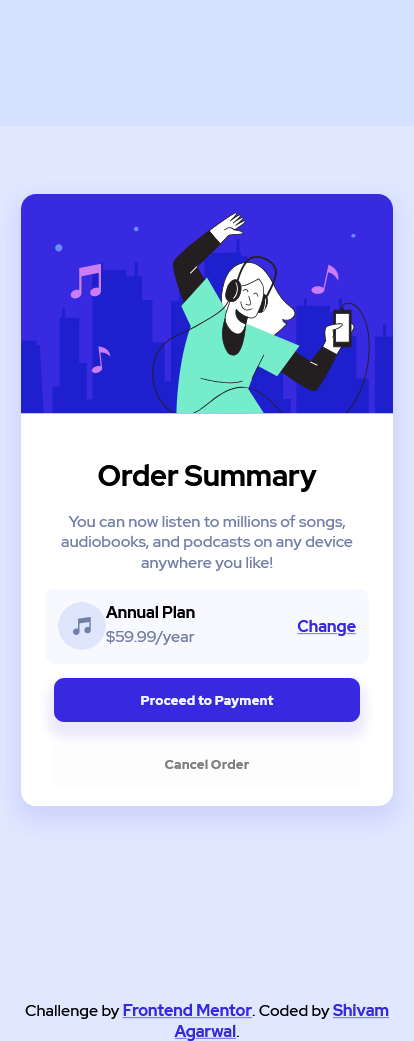 Order Summary
You can now listen to millions of songs,
audiobooks, and podcasts on any device
anywhere you like!
Annual Plan
$59.99/year
Change
Proceed to Payment
Cancel Order
Challenge by Frontend Mentor. Coded by Shivam
Agarwal.